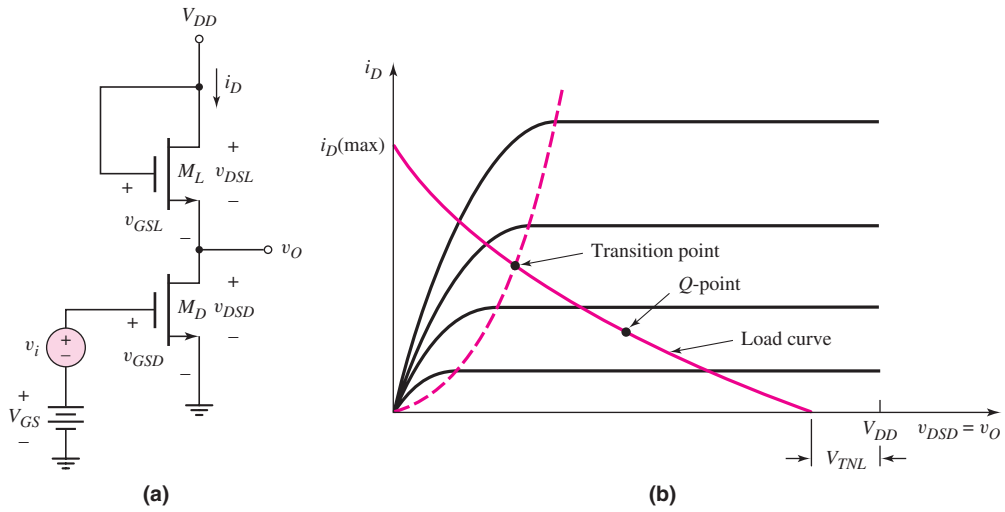 V_DD
i_D
+
M_L
v_DSL
+
–
v_GSL
–
v_O
+
M_D
v_DSD
+
–
v_GSD
–
v_i
+
–
+
V_GS
–
(a)
i_D
i_D(max)
Transition point
Q-point
Load curve
V_DD
v_DSD = v_O
V_TNL
(b)